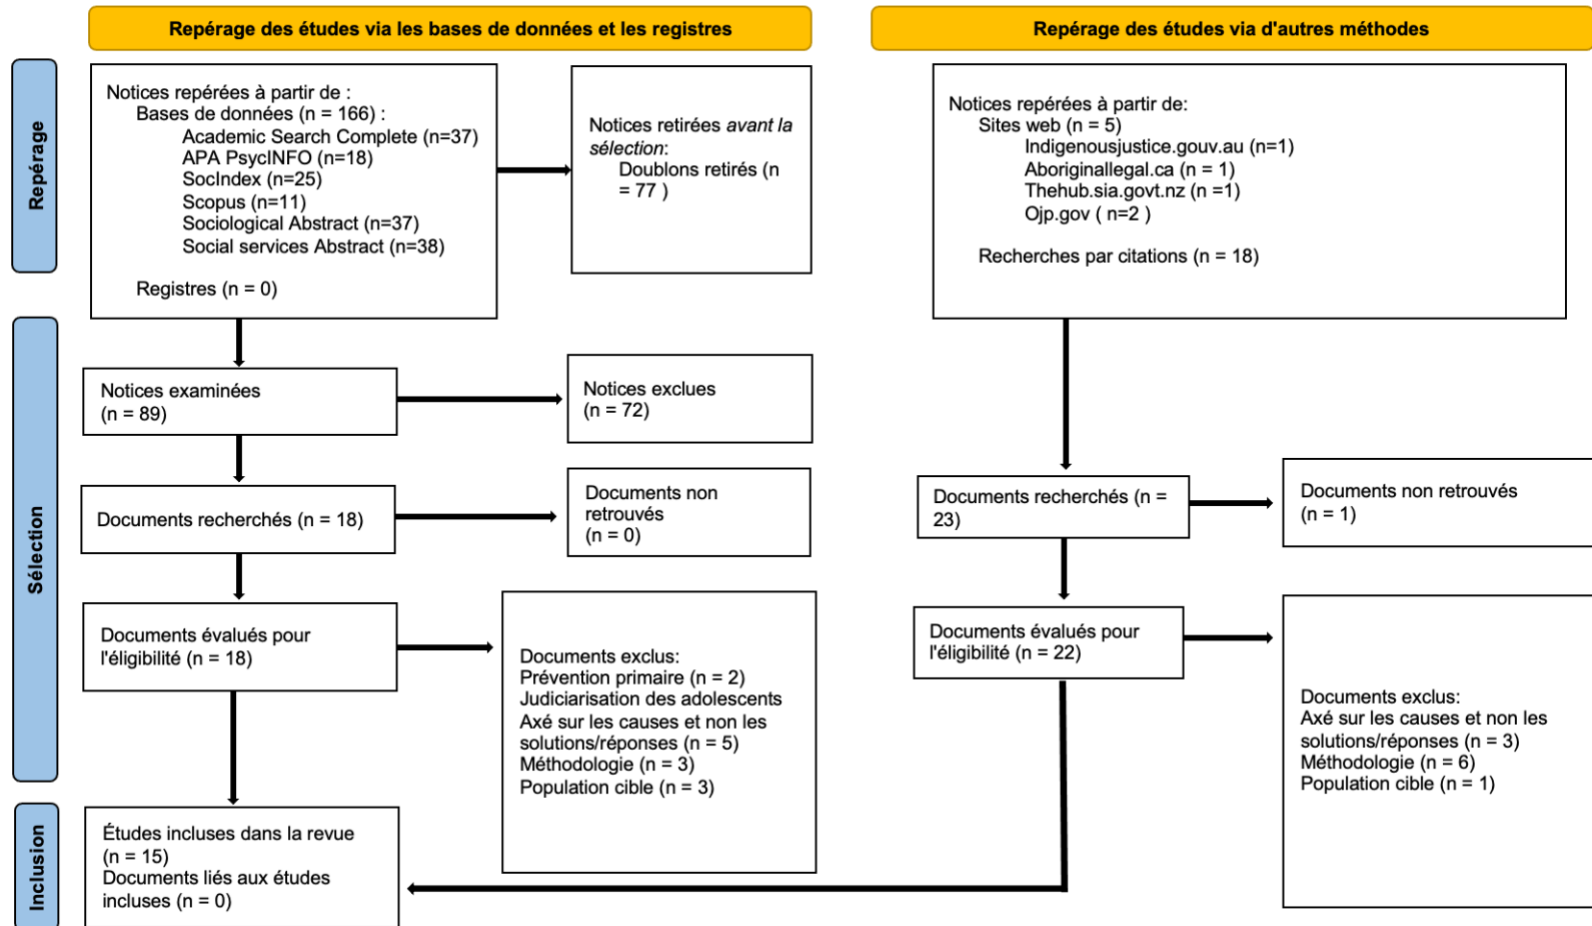 Repérage des études via les bases de données et les registres
Repérage des études via d'autres méthodes
Repérage
Notices repérées à partir de :
Bases de données (n = 166) :
Academic Search Complete (n=37)
APA PsycINFO (n=18)
SocIndex (n=25)
Scopus (n=11)
Sociological Abstract (n=37)
Social services Abstract (n=38)
Registres (n = 0)
Notices retirées avant la
sélection:
Doublons retirés (n
= 77 )
Notices repérées à partir de:
Sites web (n = 5)
Indigenousjustice.gouv.au (n=1)
Aboriginallegal.ca (n = 1)
Thehub.sia.govt.nz (n =1)
Ojp.gov ( n=2 )
Recherches par citations (n = 18)
Sélection
Notices examinées
(n = 89)
Notices exclues
(n = 72)
Documents recherchés (n = 18)
Documents non
retrouvés
(n = 0)
Documents recherchés (n =
23)
Documents non retrouvés
(n = 1)
Documents évalués pour
l'éligibilité (n = 18)
Documents exclus:
Prévention primaire (n = 2)
Judiciarisation des adolescents
Axé sur les causes et non les
solutions/réponses (n = 5)
Méthodologie (n = 3)
Population cible (n = 3)
Documents évalués pour
l'éligibilité (n = 22)
Documents exclus:
Axé sur les causes et non les
solutions/réponses (n = 3)
Méthodologie (n = 6)
Population cible (n = 1)
Inclusion
Études incluses dans la revue
(n = 15)
Documents liés aux études
incluses (n = 0)